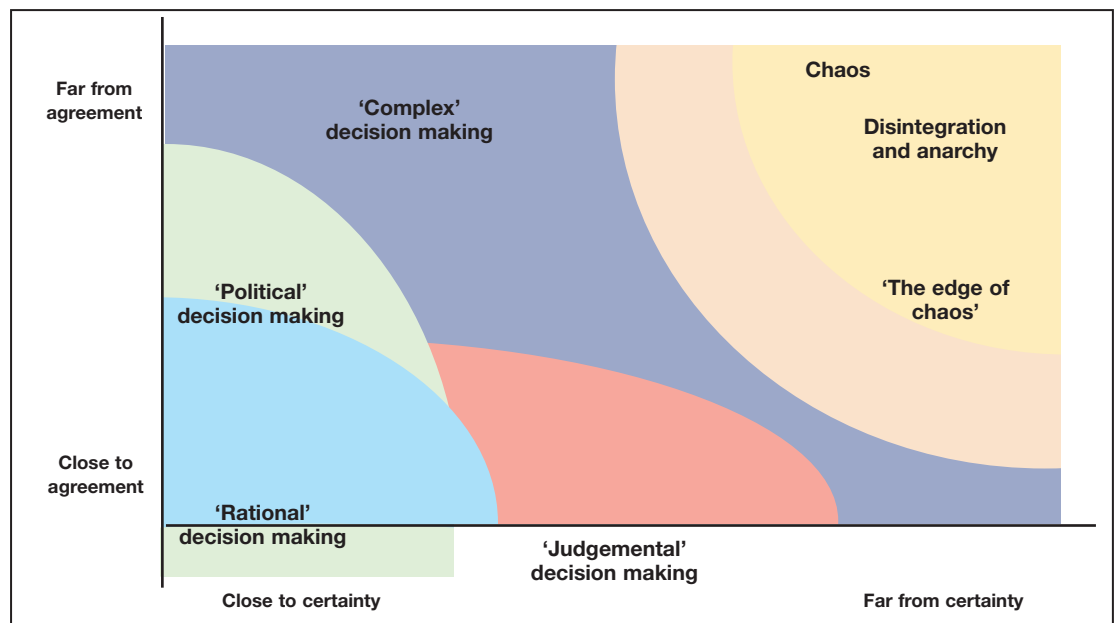 Chaos
Far from
agreement
‘Complex’
decision making
Disintegration
and anarchy
‘Political’
decision making
‘The edge of
chaos’
Close to
agreement
‘Rational’
decision making
‘Judgemental’
decision making
Close to certainty
Far from certainty